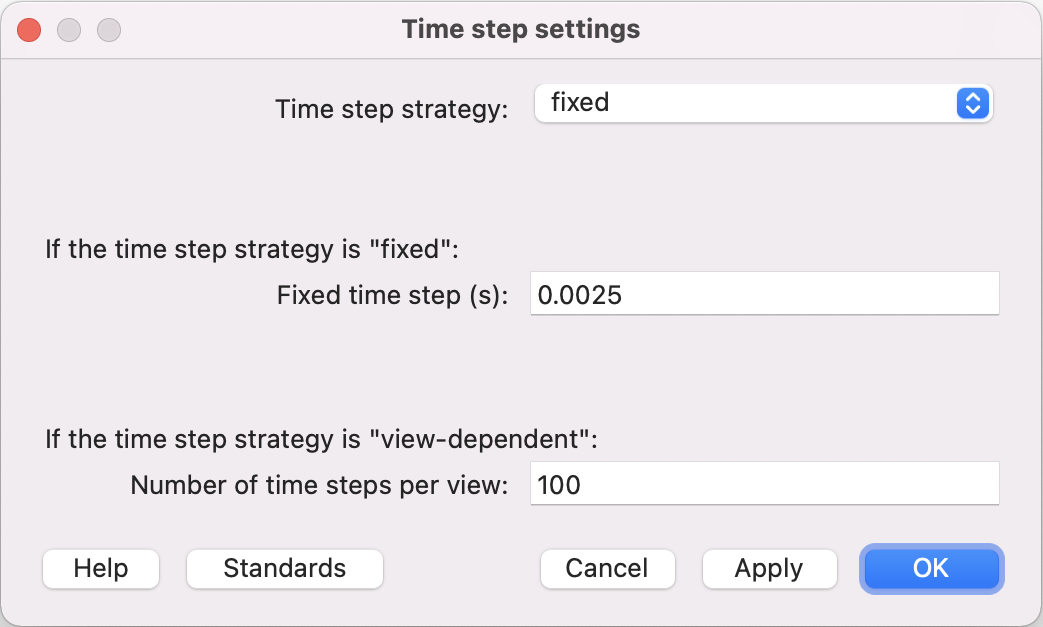 Time step settings
Time step strategy: fixed
If the time step strategy is "fixed":
Fixed time step (s): 0.0025
If the time step strategy is "view-dependent":
Number of time steps per view: 100
Help Standards Cancel Apply OK